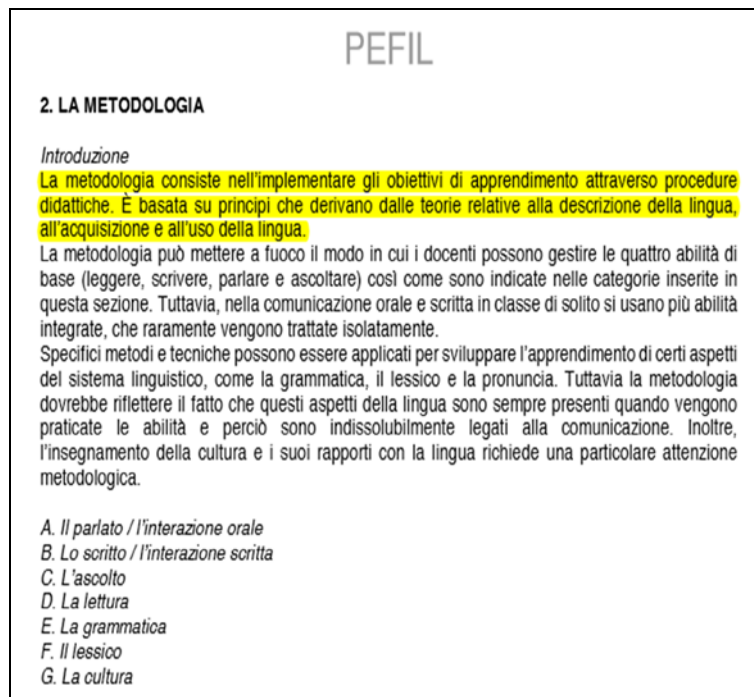 PEFIL
2. LA METODOLOGIA
Introduzione
La metodologia consiste nell'implementare gli obiettivi di apprendimento attraverso procedure
didattiche. È basata su principi che derivano dalle teorie relative alla descrizione della lingua,
all'acquisizione e all'uso della lingua.
La metodologia può mettere a fuoco il modo in cui i docenti possono gestire le quattro abilità di
base (leggere, scrivere, parlare e ascoltare) così come sono indicate nelle categorie inserite in
questa sezione. Tuttavia, nella comunicazione orale e scritta in classe di solito si usano più abilità
integrate, che raramente vengono trattate isolatamente.
Specifici metodi e tecniche possono essere applicati per sviluppare l'apprendimento di certi aspetti
del sistema linguistico, come la grammatica, il lessico e la pronuncia. Tuttavia la metodologia
dovrebbe riflettere il fatto che questi aspetti della lingua sono sempre presenti quando vengono
praticate le abilità e perciò sono indissolubilmente legati alla comunicazione. Inoltre,
l'insegnamento della cultura e i suoi rapporti con la lingua richiede una particolare attenzione
metodologica.
A. Il parlato / l'interazione orale
B. Lo scritto / l'interazione scritta
C. L'ascolto
D. La lettura
E. La grammatica
F. Il lessico
G. La cultura